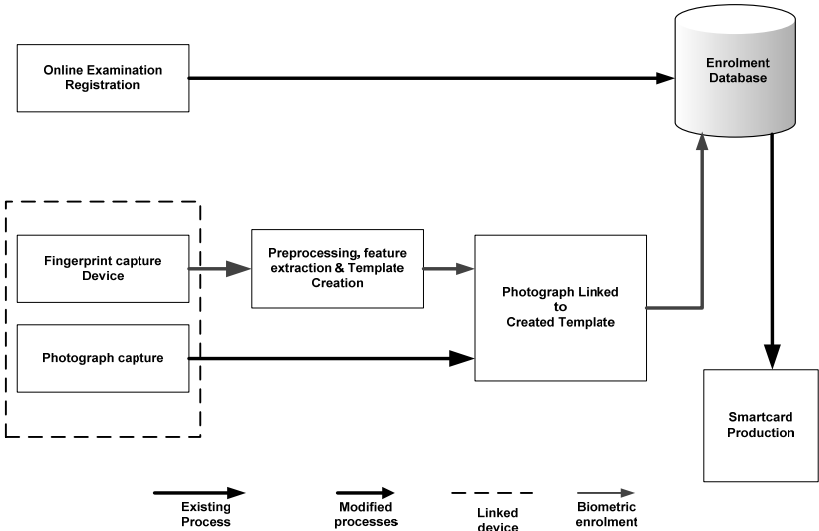 Online Examination
Registration
Enrolment
Database
Fingerprint capture
Device
Preprocessing, feature
extraction & Template
Creation
Photograph Linked
to
Created Template
Photograph capture
Smartcard
Production
Existing
Process
Modified
processes
Linked
device
Biometric
enrolment